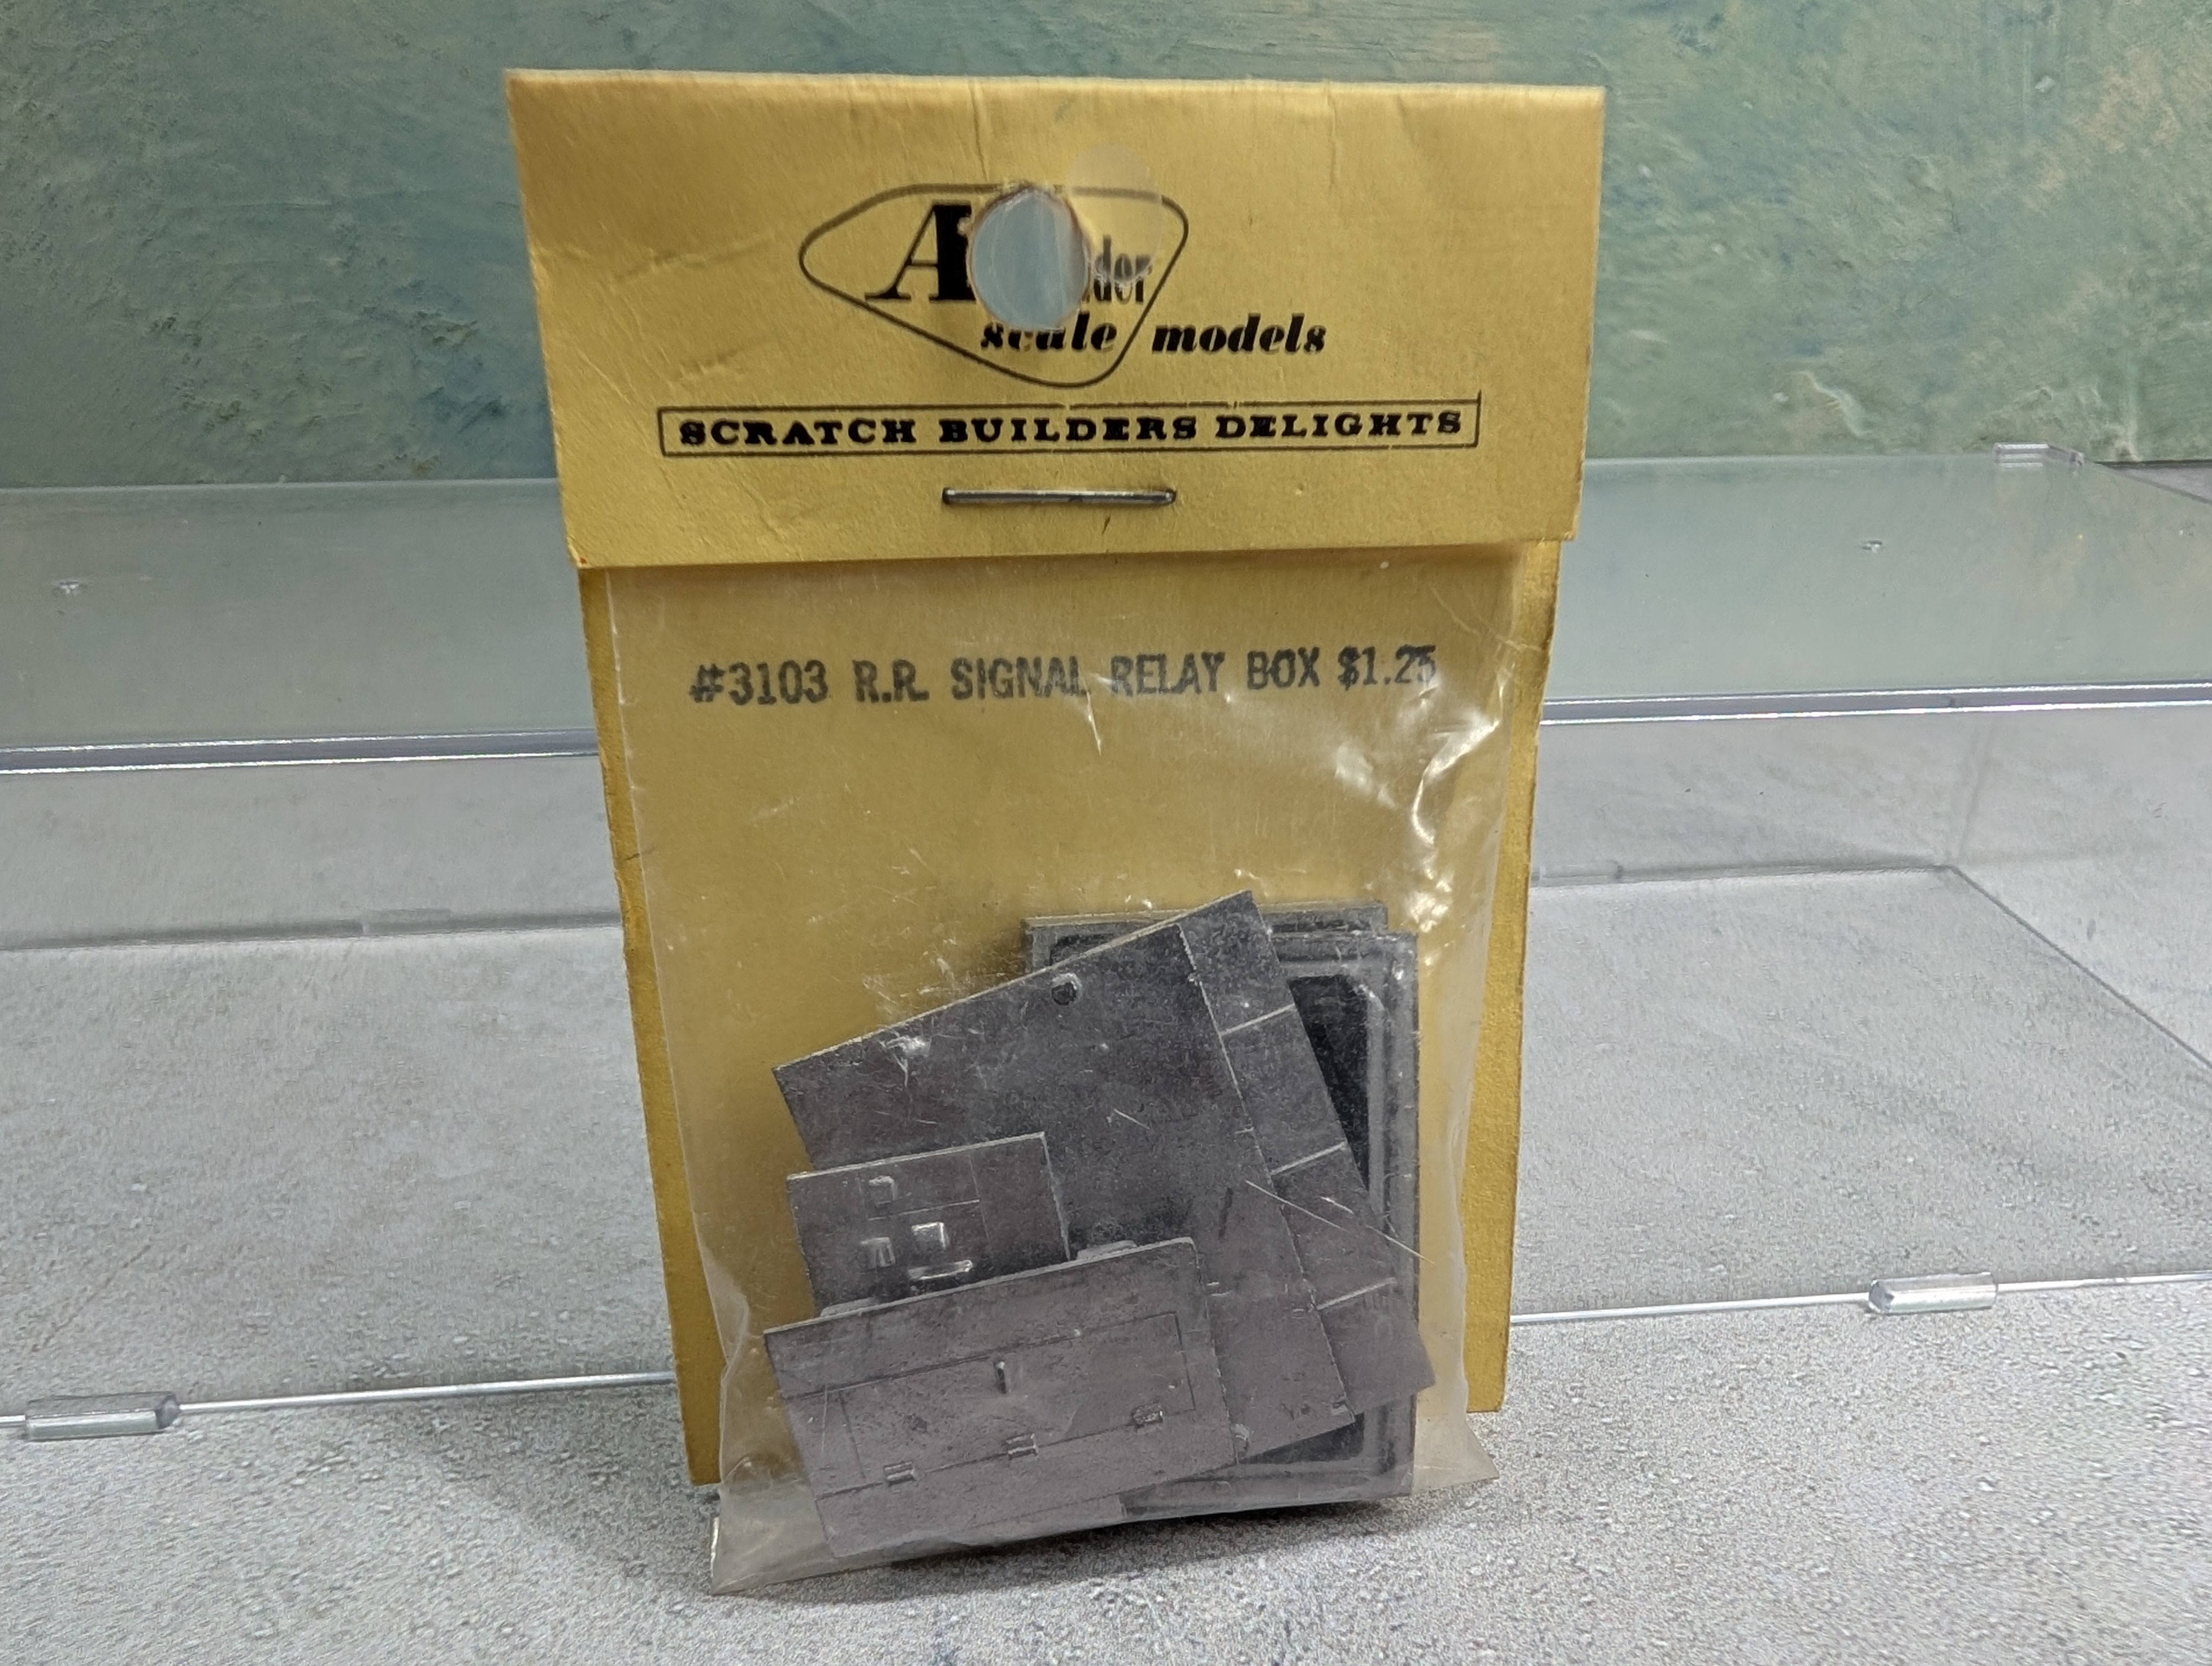 scale models
SCRATCH BUILDERS DELIGHTS
#3103 R.R. SIGNAL RELAY BOX $1.25